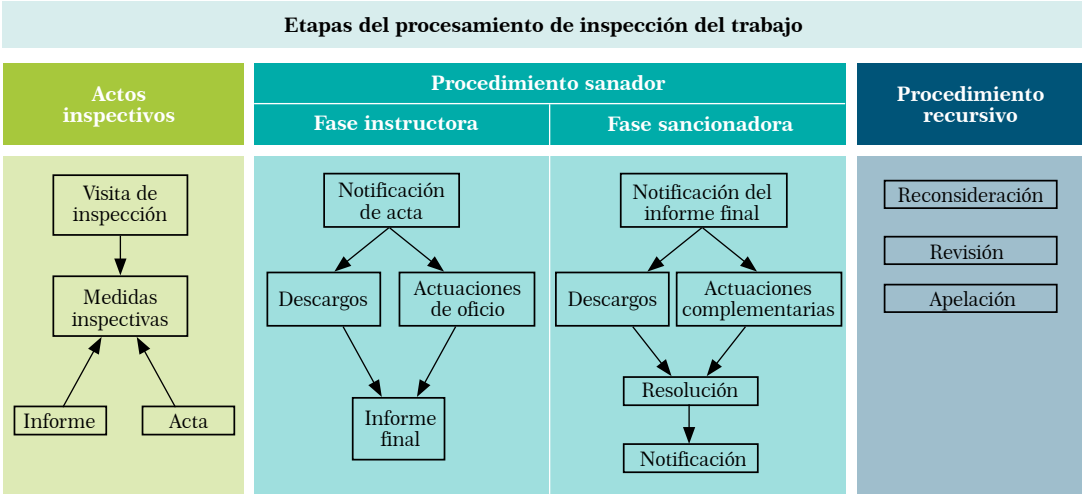 Etapas del procesamiento de inspección del trabajo
Actos
inspectivos
Procedimiento sanador
Fase instructora
Fase sancionadora
Procedimiento
recursivo
Visita de
inspección
Medidas
inspectivas
Informe
Acta
Notificación
de acta
Descargos
Actuaciones
de oficio
Informe
final
Notificación del
informe final
Descargos
Actuaciones
complementarias
Resolución
Notificación
Reconsideración
Revisión
Apelación